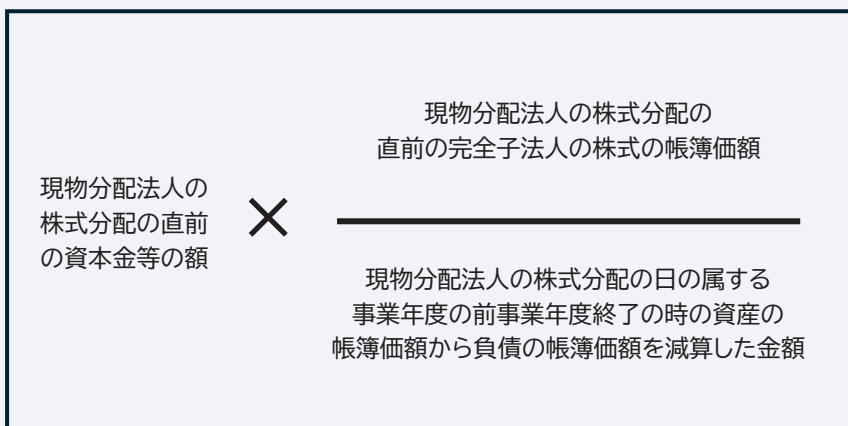 現物分配法人の
株式分配の直前
の資本金等の額
×
現物分配法人の株式分配の
直前の完全子法人の株式の帳簿価額
現物分配法人の株式分配の日の属する
事業年度の前事業年度終了の時の資産の
帳簿価額から負債の帳簿価額を減算した金額